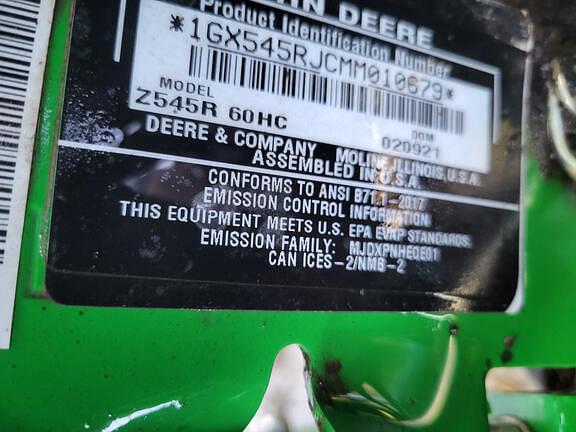 JOHN DEERE
Product Identification Number
*1GX545RJCMM010679*
MODEL
Z545R 60HC
DOM
020921
DEERE & COMPANY MOLINE, ILLINOIS, U.S.A.
ASSEMBLED IN U.S.A.
CONFORMS TO ANSI B71.1-2017
EMISSION CONTROL INFORMATION
THIS EQUIPMENT MEETS U.S. EPA EVAP STANDARDS.
EMISSION FAMILY: MJDXPNHEQE01
CAN ICES-2/NMB-2